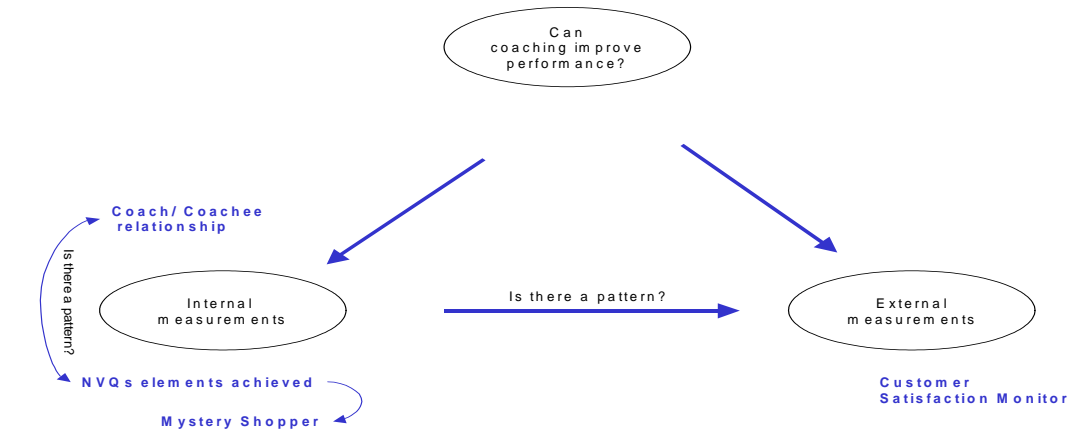 Can
coaching improve
performance?
Coach/ Coachee
relationship
Is there a pattern?
Internal
measurements
Is there a pattern?
External
measurements
NVQs elements achieved
Mystery Shopper
Customer
Satisfaction Monitor